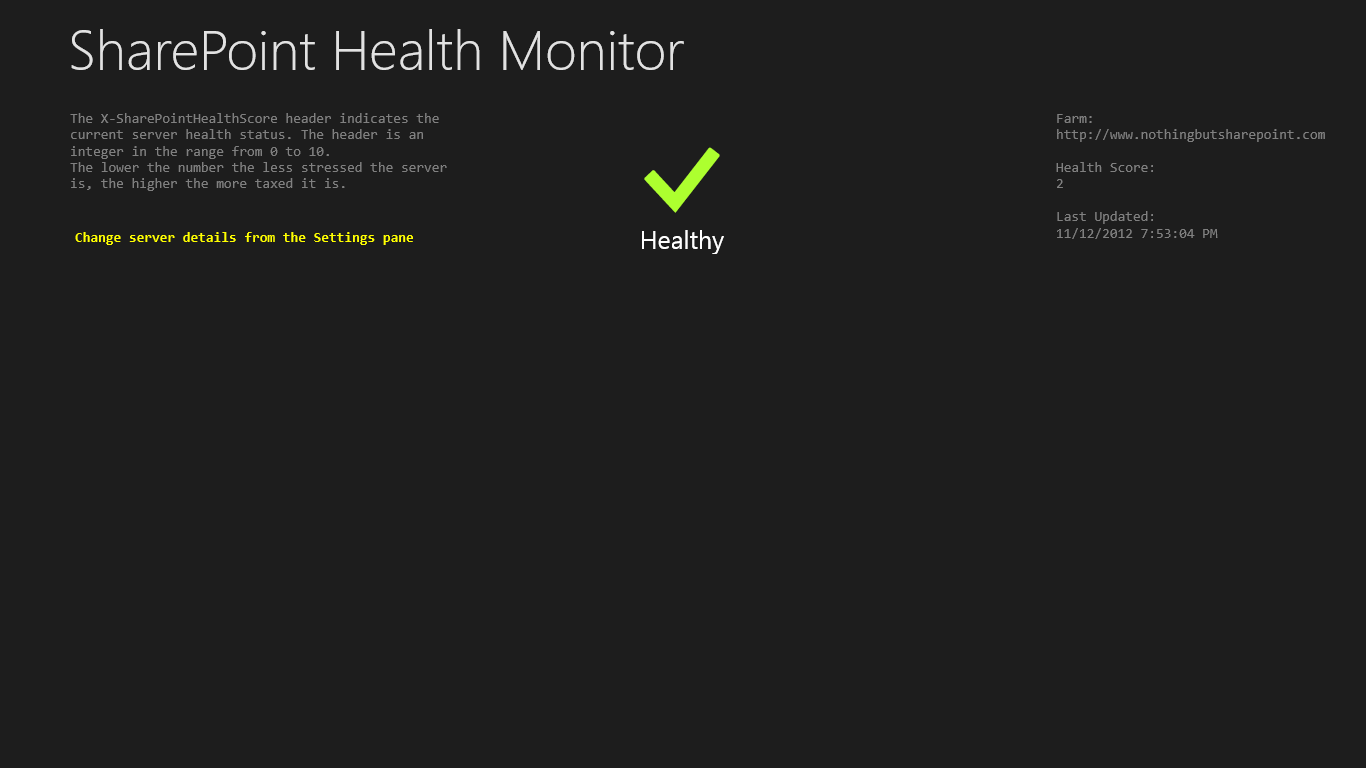 SharePoint Health Monitor
The X-SharePointHealthScore header indicates the
current server health status. The header is an
integer in the range from 0 to 10.
The lower the number the less stressed the server
is, the higher the more taxed it is.
Change server details from the Settings pane
Healthy
Farm:
http://www.nothingbutsharepoint.com
Health Score:
2
Last Updated:
11/12/2012 7:53:04 PM